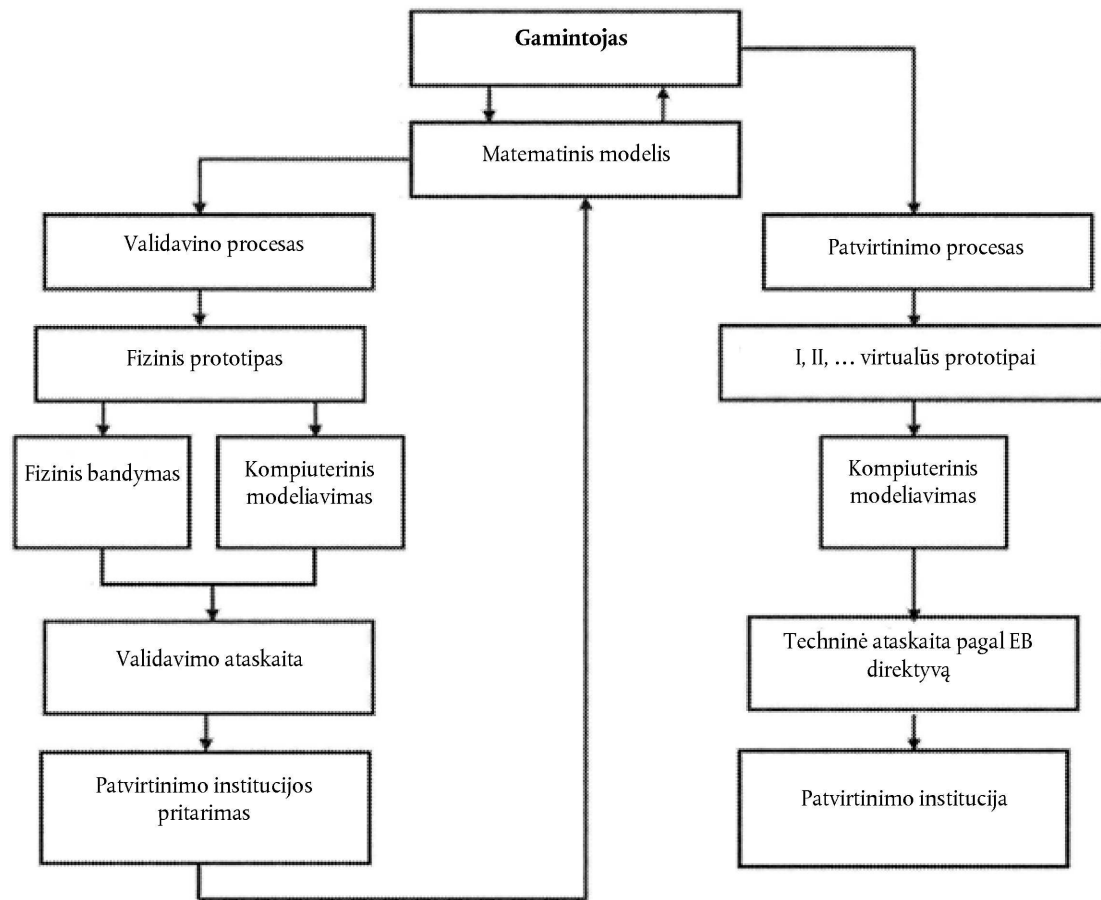 Gamintojas
Matematinis modelis
Validavino procesas
Patvirtinimo procesas
Fizinis prototipas
I, II, … virtualūs prototipai
Fizinis bandymas
Kompiuterinis
modeliavimas
Kompiuterinis
modeliavimas
Validavimo ataskaita
Techninė ataskaita pagal EB
direktyvą
Patvirtinimo institucijos
pritarimas
Patvirtinimo institucija